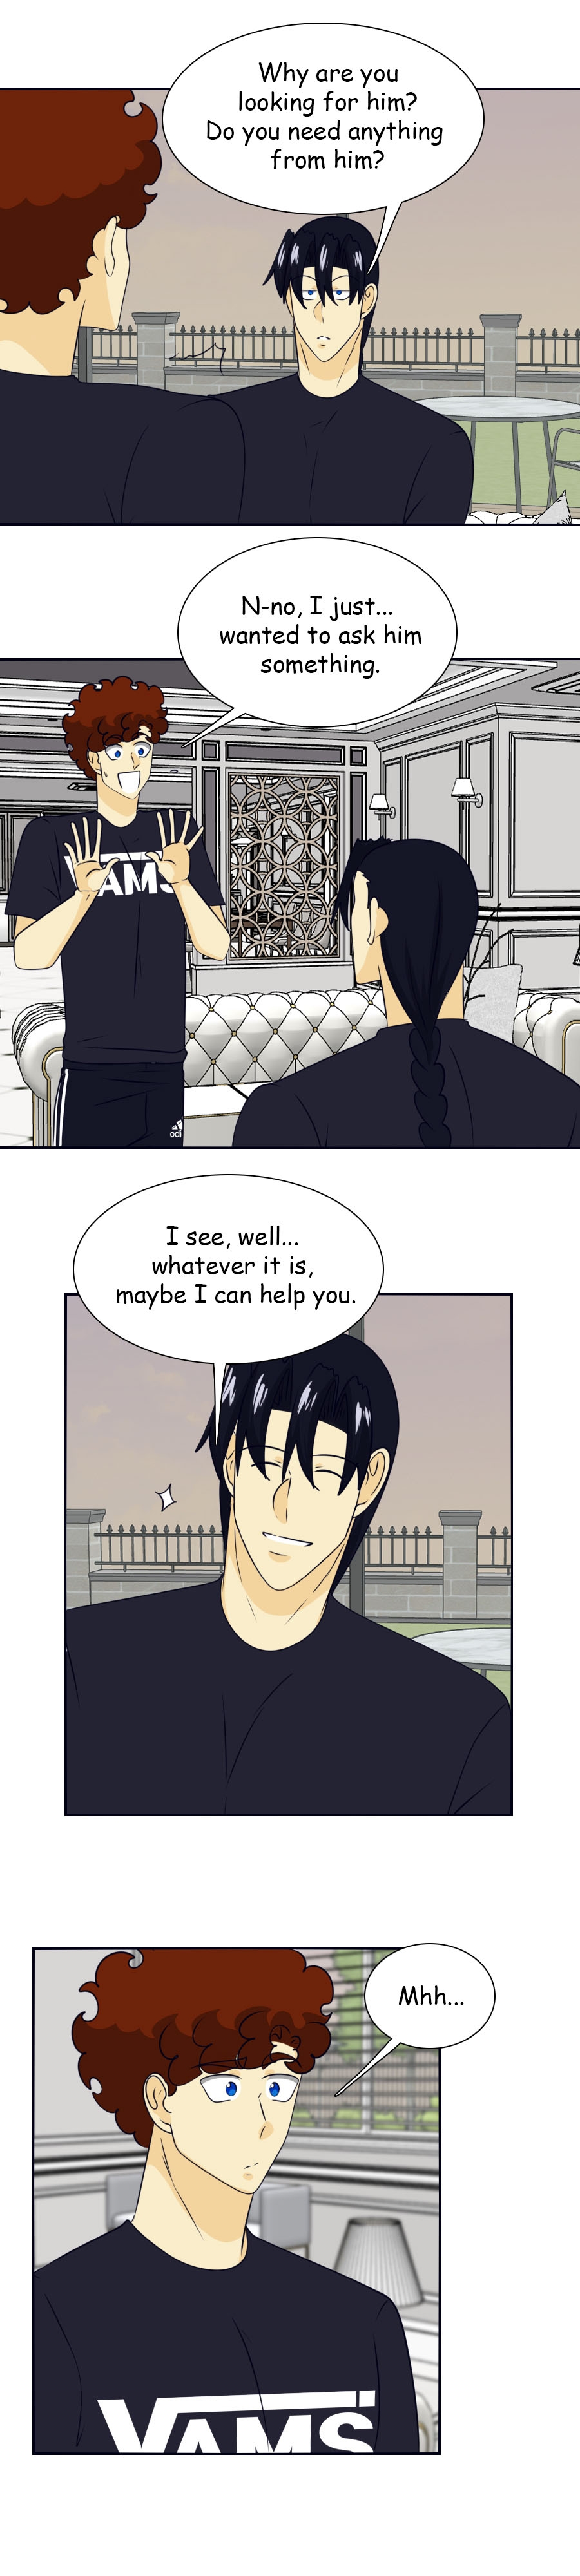 Why are you
looking for him?
Do you need anything
from him?
N-no, I just...
wanted to ask him
something.
VAMS
odi
I see, well...
whatever it is,
maybe I can help you.
Mhh...
VAMS